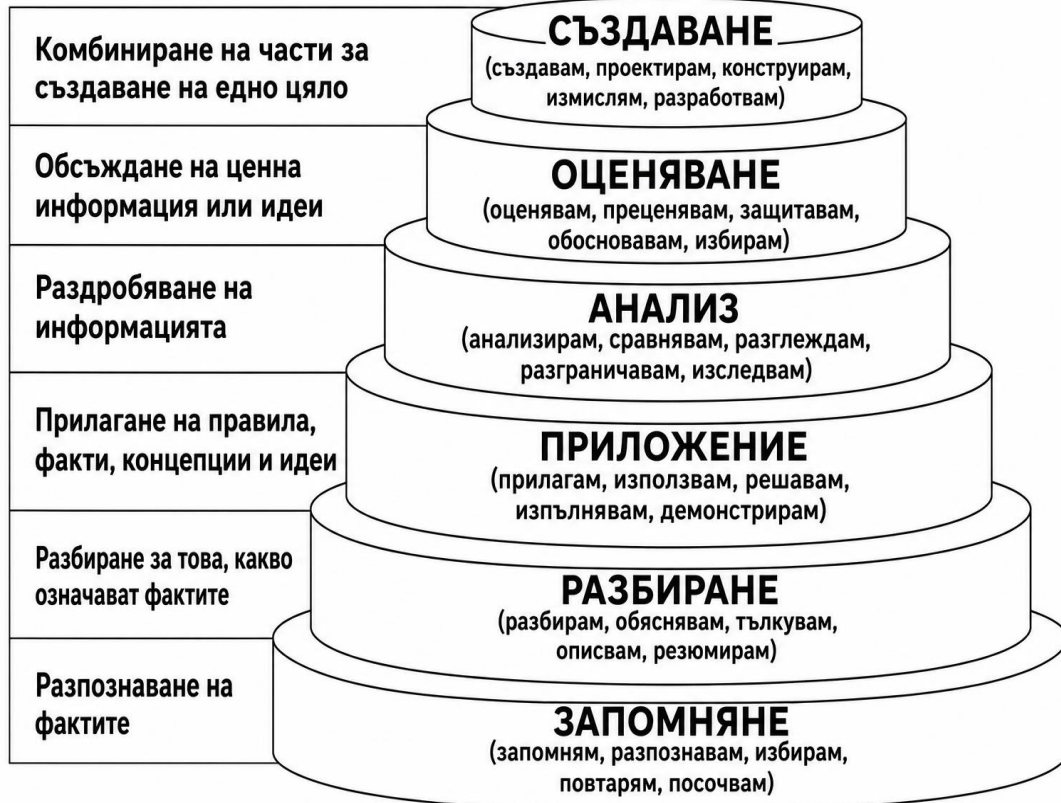 Комбиниране на части за
създаване на едно цяло
СЪЗДАВАНЕ
(създавам, проектирам, конструирам,
измислям, разработвам)
Обсъждане на ценна
информация или идеи
ОЦЕНЯВАНЕ
(оценявам, преценявам, защитавам,
обосновавам, избирам)
Раздробяване на
информацията
АНАЛИЗ
(анализирам, сравнявам, разглеждам,
разграничавам, изследвам)
Прилагане на правила,
факти, концепции и идеи
ПРИЛОЖЕНИЕ
(прилагам, използвам, решавам,
изпълнявам, демонстрирам)
Разбиране за това, какво
означават фактите
РАЗБИРАНЕ
(разбирам, обяснявам, тълкувам,
описвам, резюмирам)
Разпознаване на
фактите
ЗАПОМНЯНЕ
(запомням, разпознавам, избирам,
повтарям, посочвам)